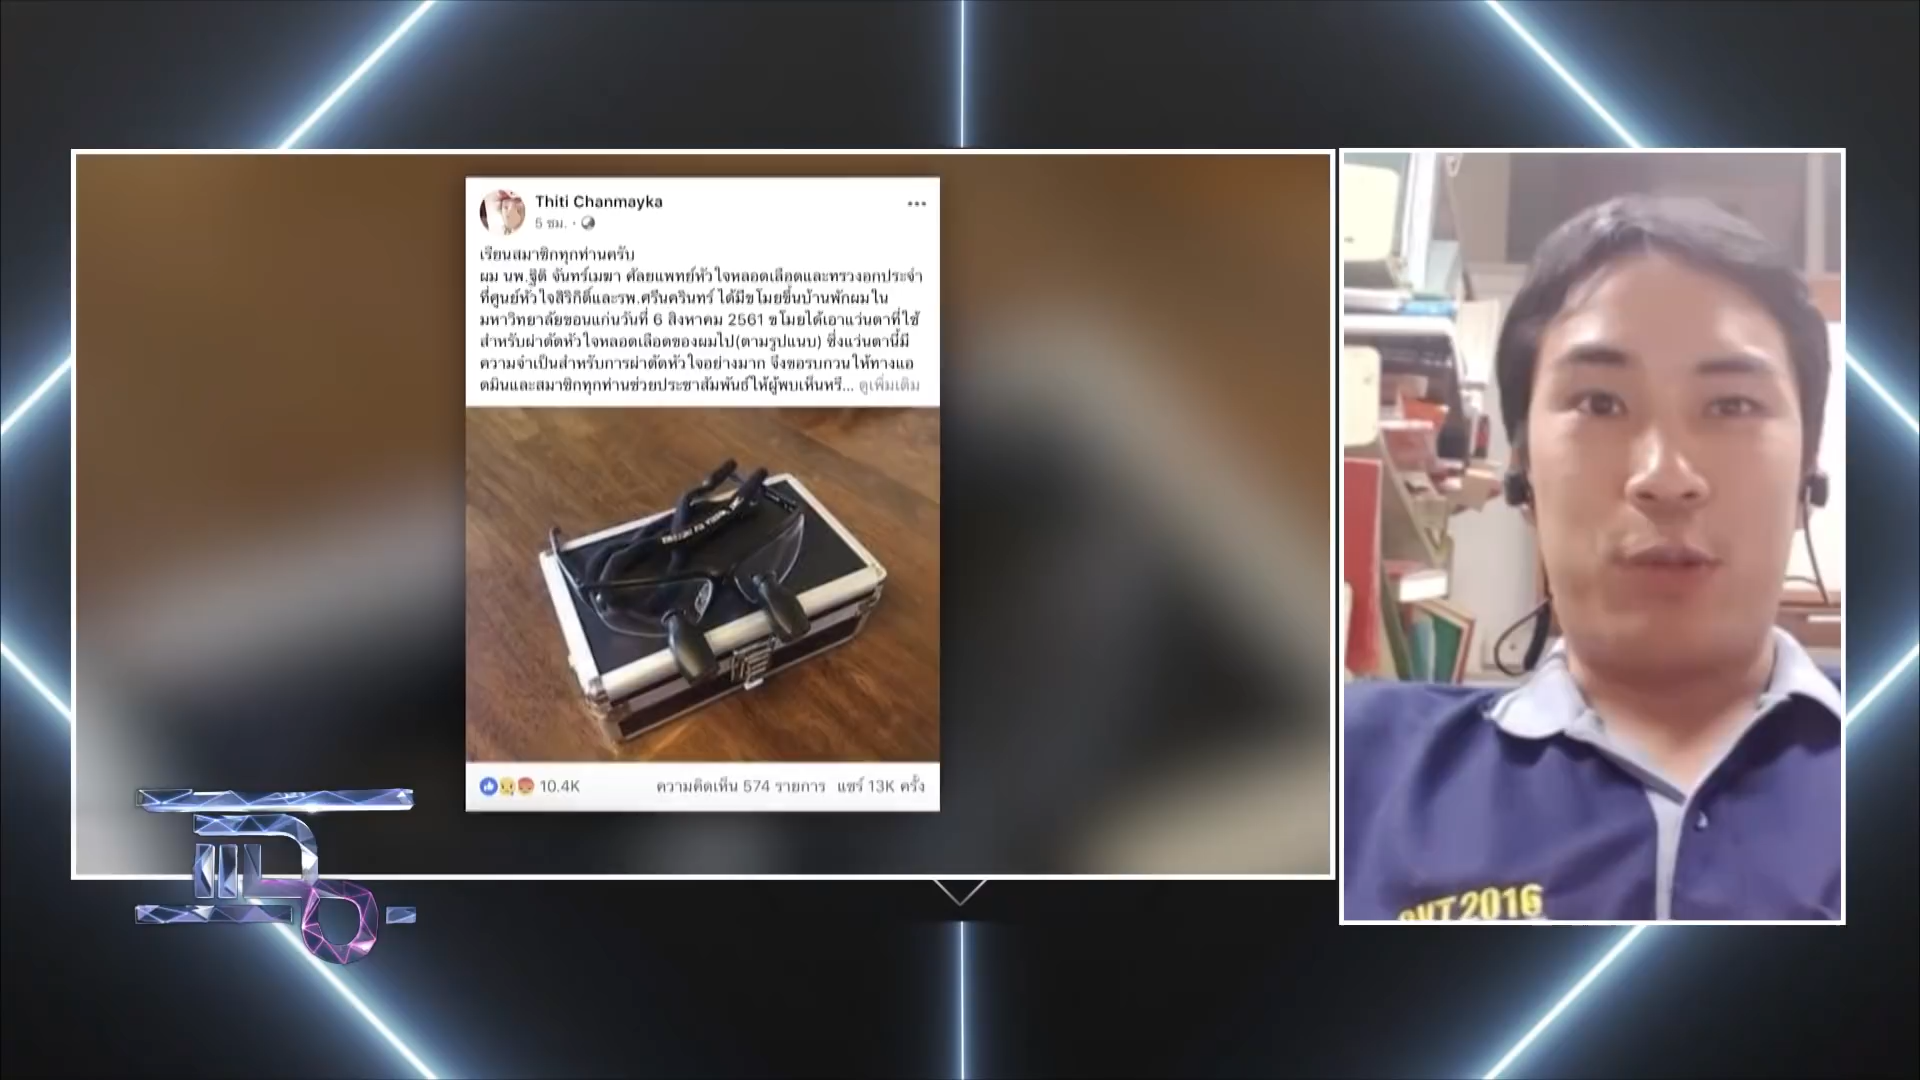 Thiti Chanmayka
5 ชม.
เรียนสมาชิกทุกท่านครับ
ผม นพ.ฐิติ จันทร์เมฆา ศัลยแพทย์หัวใจหลอดเลือดและทรวงอกประจำ
ที่ศูนย์หัวใจสิริกิติ์และรพ.ศรีนครินทร์ ได้มีขโมยขึ้นบ้านพักผมใน
มหาวิทยาลัยขอนแก่นวันที่ 6 สิงหาคม 2561 ขโมยได้เอาแว่นตาที่ใช้
สำหรับผ่าตัดหัวใจหลอดเลือดของผมไป(ตามรูปแนบ) ซึ่งแว่นตานี้มี
ความจำเป็นสำหรับการผ่าตัดหัวใจอย่างมาก จึงขอรบกวนให้ทางแอ
ดมินและสมาชิกทุกท่านช่วยประชาสัมพันธ์ให้ผู้พบเห็นหรื... ดูเพิ่มเติม
10.4K ความคิดเห็น 574 รายการ แชร์ 13K ครั้ง
2016